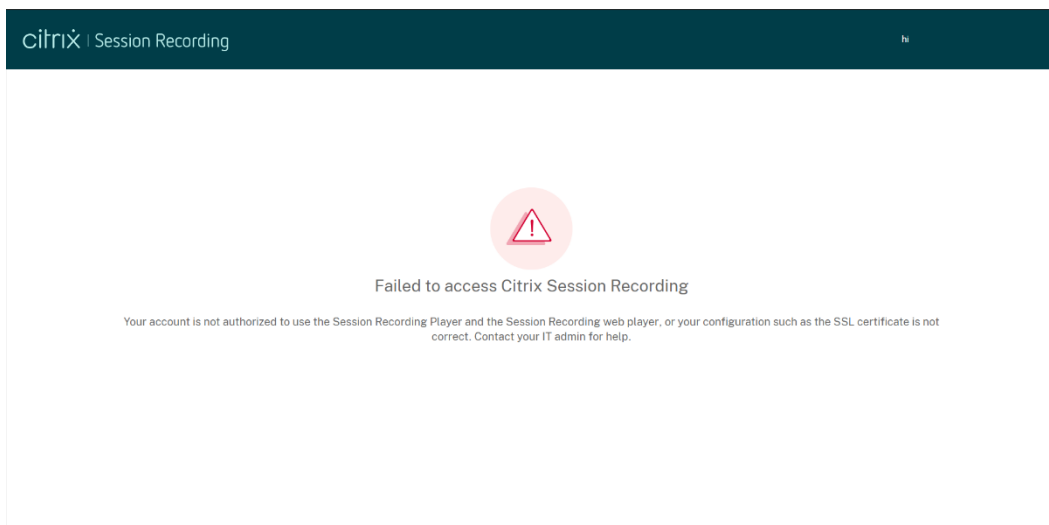 citrix | Session Recording
hi
Failed to access Citrix Session Recording
Your account is not authorized to use the Session Recording Player and the Session Recording web player, or your configuration such as the SSL certificate is not
correct. Contact your IT admin for help.